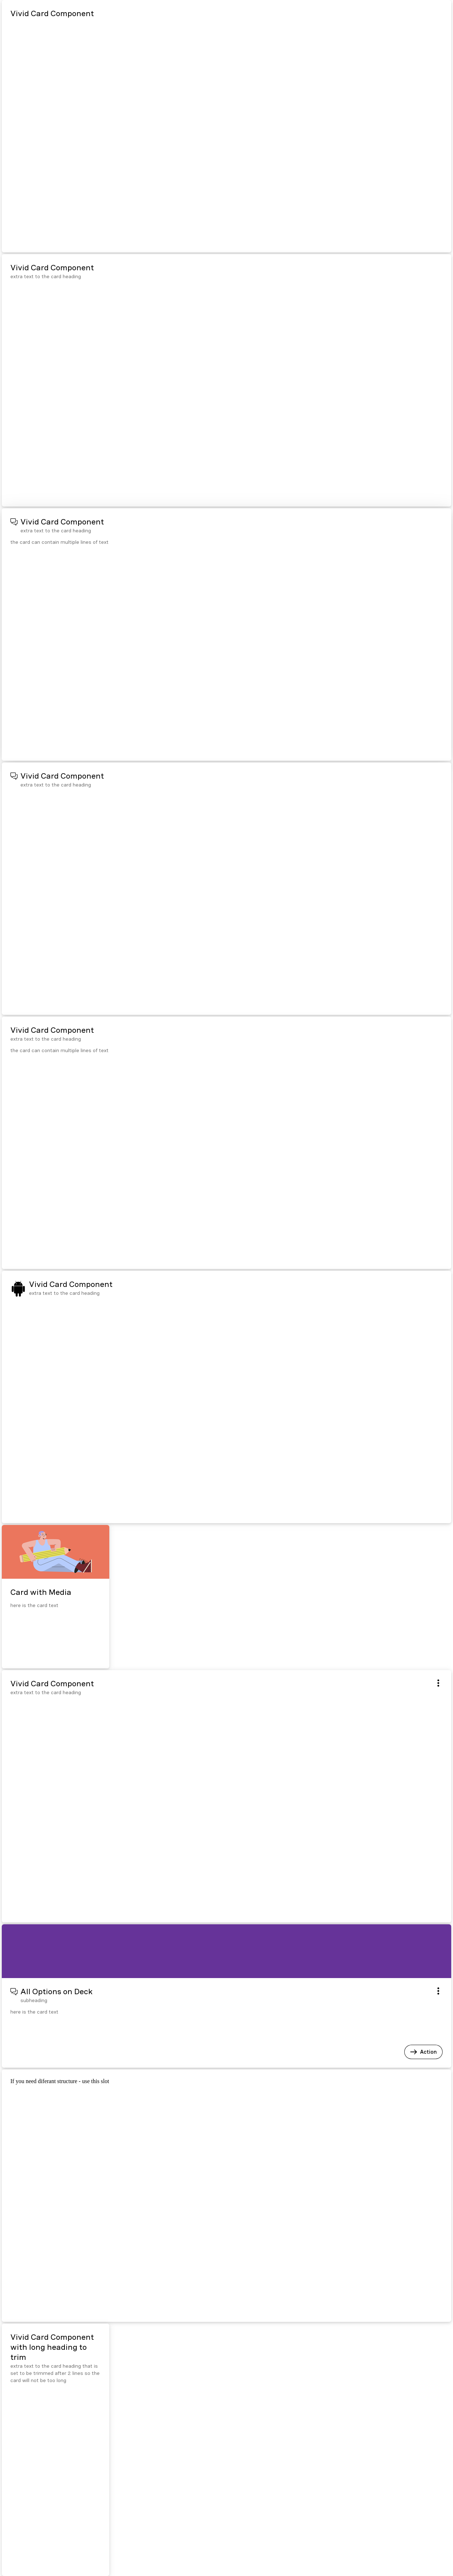 Vivid Card Component
Vivid Card Component
extra text to the card heading
Vivid Card Component
extra text to the card heading
the card can contain multiple lines of text
Vivid Card Component
extra text to the card heading
Vivid Card Component
extra text to the card heading
the card can contain multiple lines of text
Vivid Card Component
extra text to the card heading
Card with Media
here is the card text
Vivid Card Component
extra text to the card heading
All Options on Deck
subheading
here is the card text
Action
If you need diferant structure - use this slot
Vivid Card Component
with long heading to
trim
extra text to the card heading that is
set to be trimmed after 2 lines so the
card will not be too long